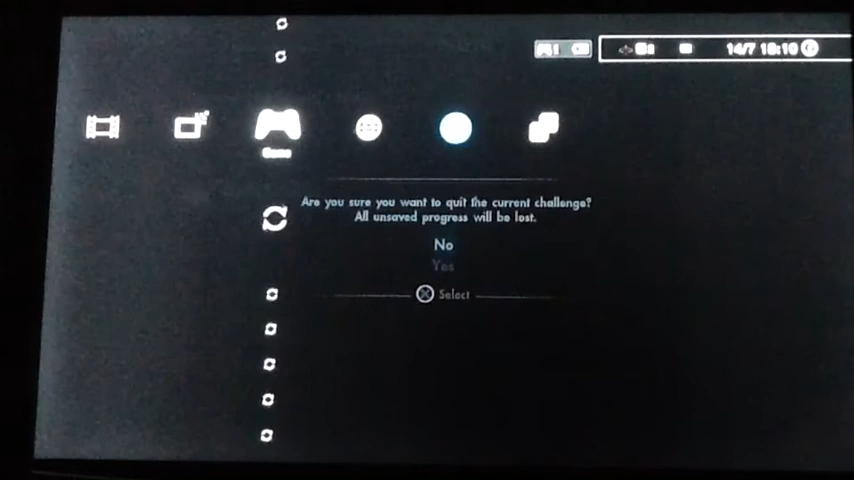 14/7 18:10
Game
Are you sure you want to quit the current challenge?
All unsaved progress will be lost.
No
Yes
Select